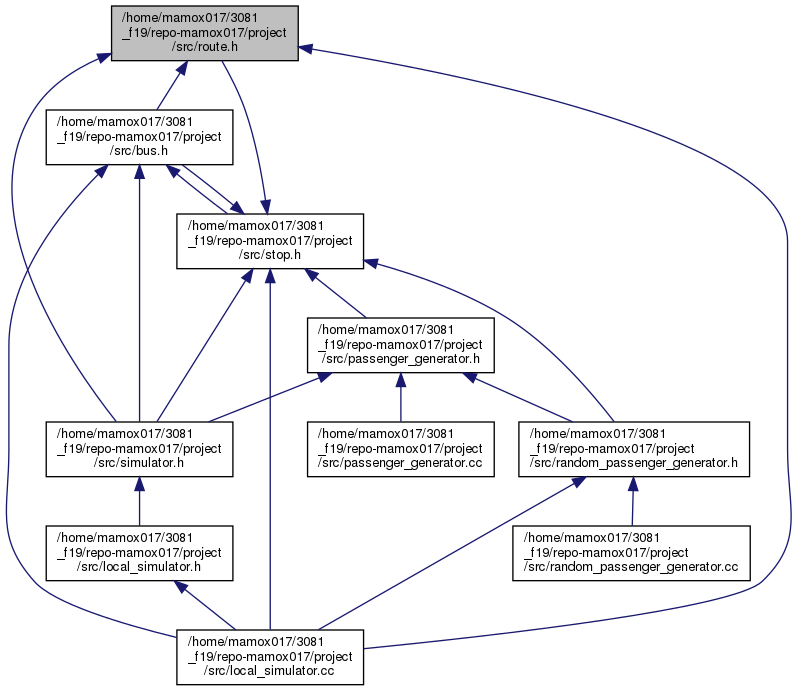 /home/mamox017/3081
_f19/repo-mamox017/project
/src/route.h
/home/mamox017/3081
_f19/repo-mamox017/project
/src/bus.h
/home/mamox017/3081
_f19/repo-mamox017/project
/src/stop.h
/home/mamox017/3081
_f19/repo-mamox017/project
/src/passenger_generator.h
/home/mamox017/3081
_f19/repo-mamox017/project
/src/simulator.h
/home/mamox017/3081
_f19/repo-mamox017/project
/src/passenger_generator.cc
/home/mamox017/3081
_f19/repo-mamox017/project
/src/random_passenger_generator.h
/home/mamox017/3081
_f19/repo-mamox017/project
/src/local_simulator.h
/home/mamox017/3081
_f19/repo-mamox017/project
/src/random_passenger_generator.cc
/home/mamox017/3081
_f19/repo-mamox017/project
/src/local_simulator.cc